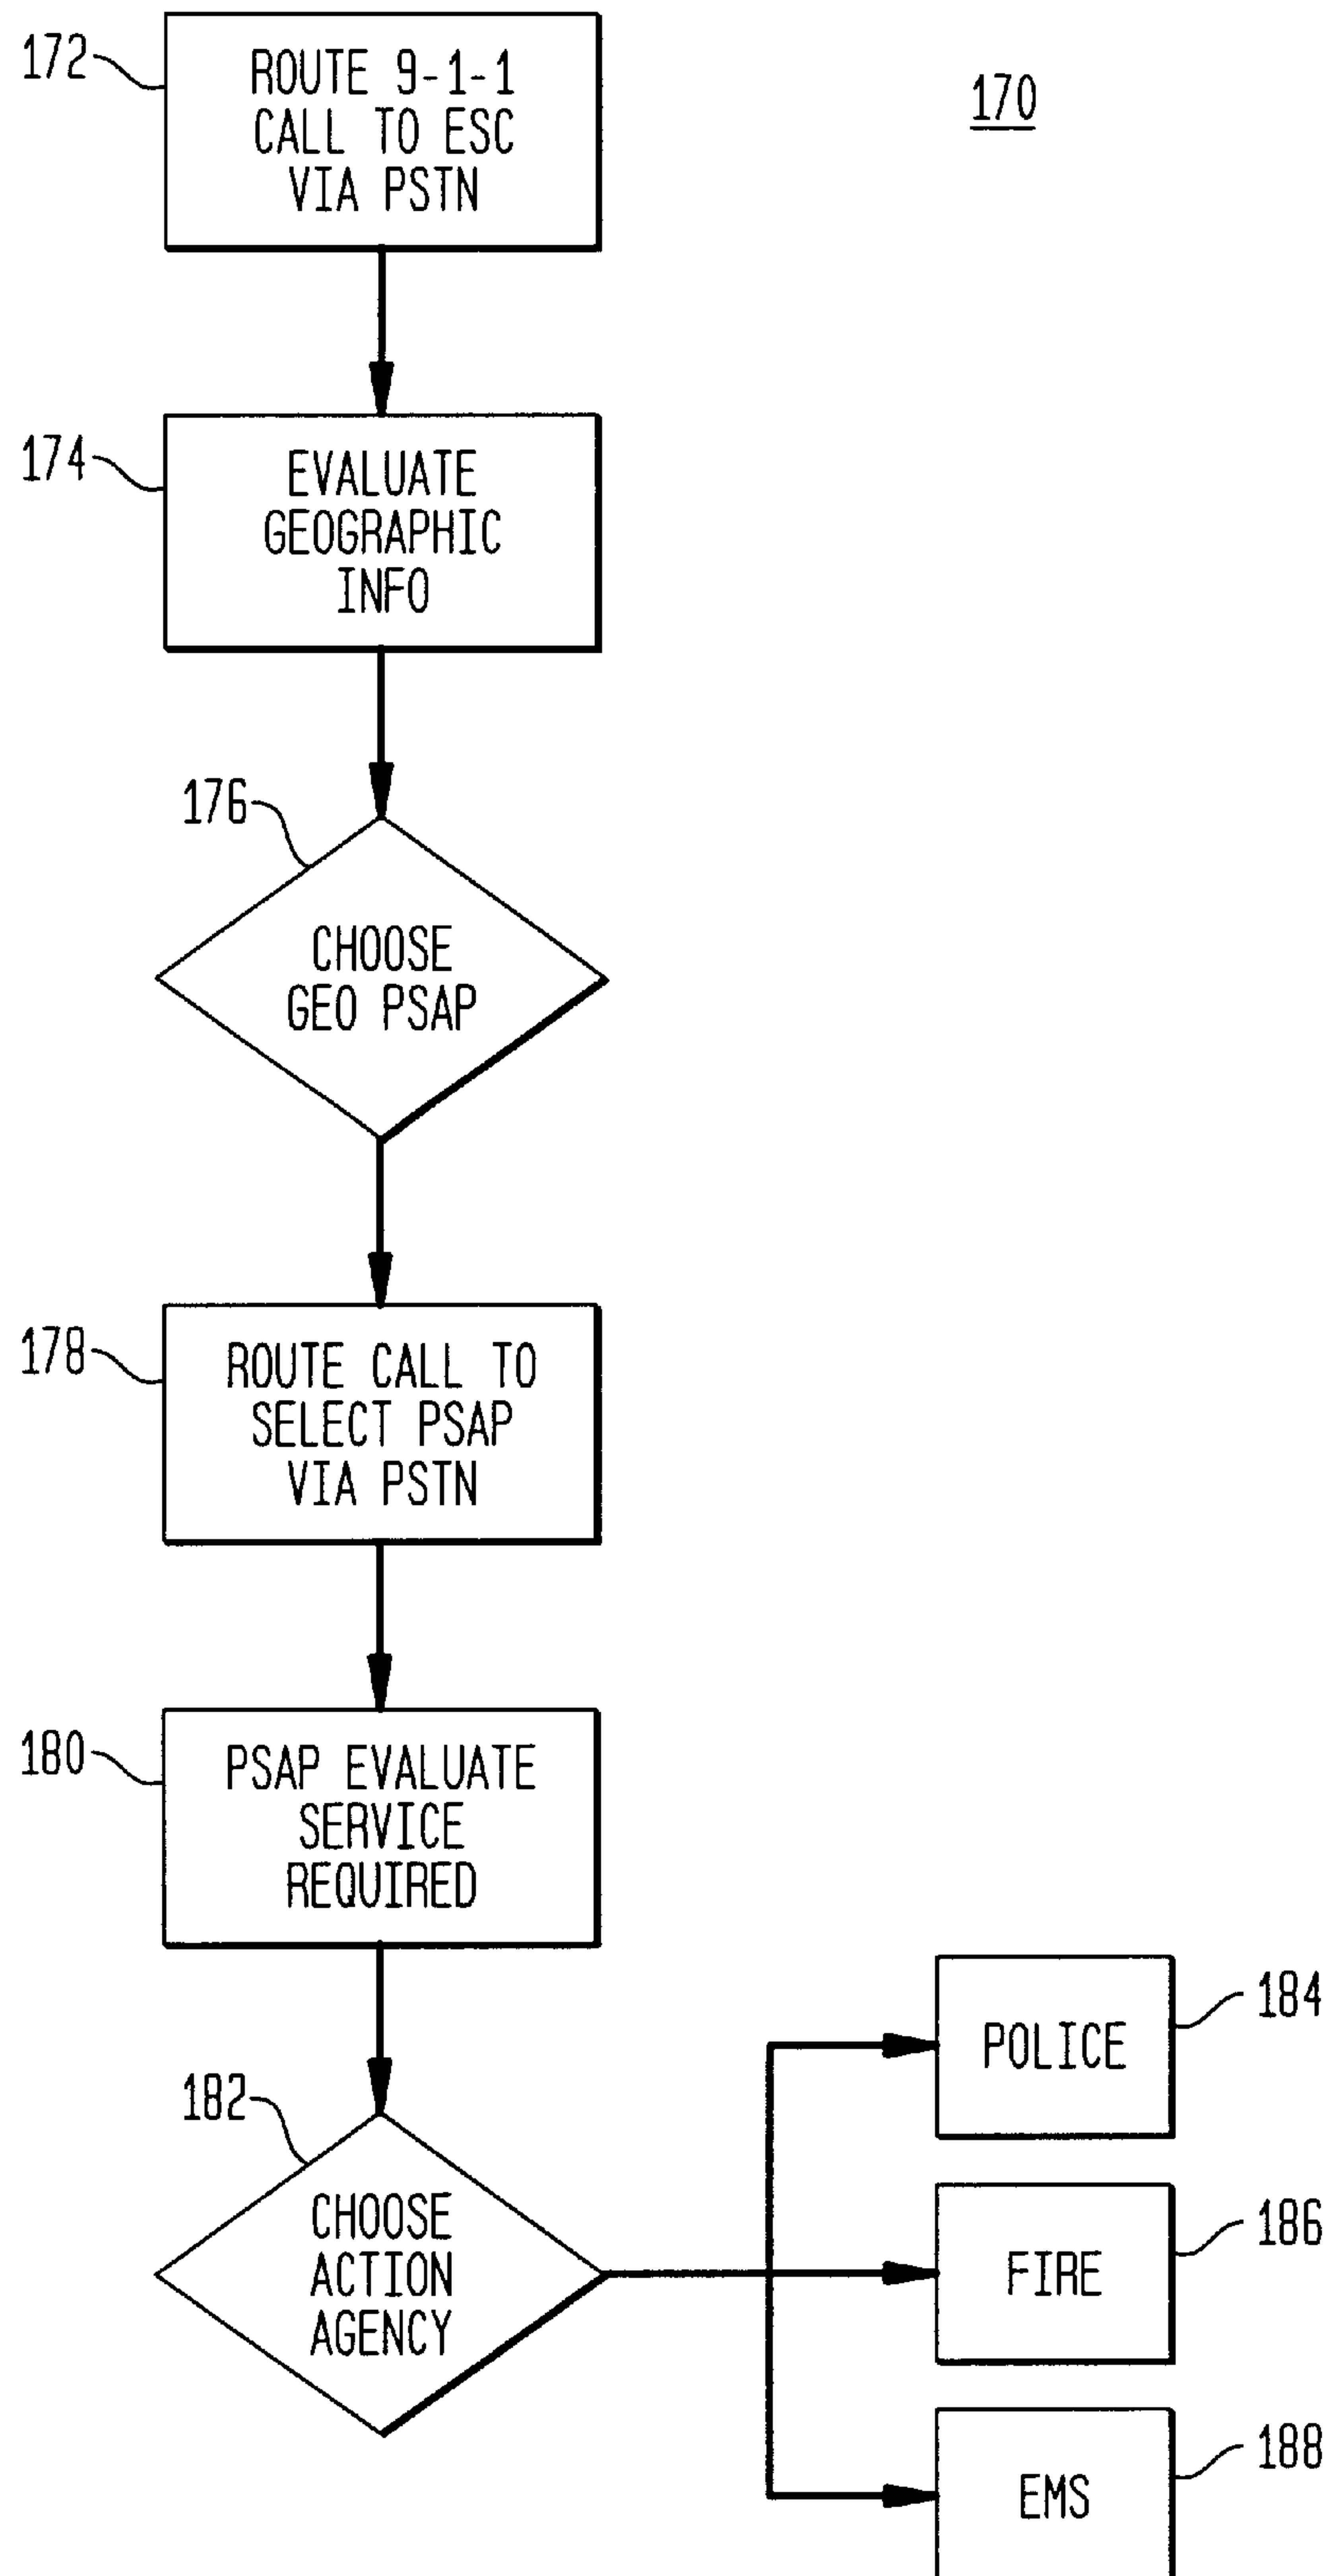 172
ROUTE 9-1-1
CALL TO ESC
VIA PSTN
170
174
EVALUATE
GEOGRAPHIC
INFO
176
CHOOSE
GEO PSAP
178
ROUTE CALL TO
SELECT PSAP
VIA PSTN
180
PSAP EVALUATE
SERVICE
REQUIRED
182
CHOOSE
ACTION
AGENCY
POLICE
184
FIRE
186
EMS
188